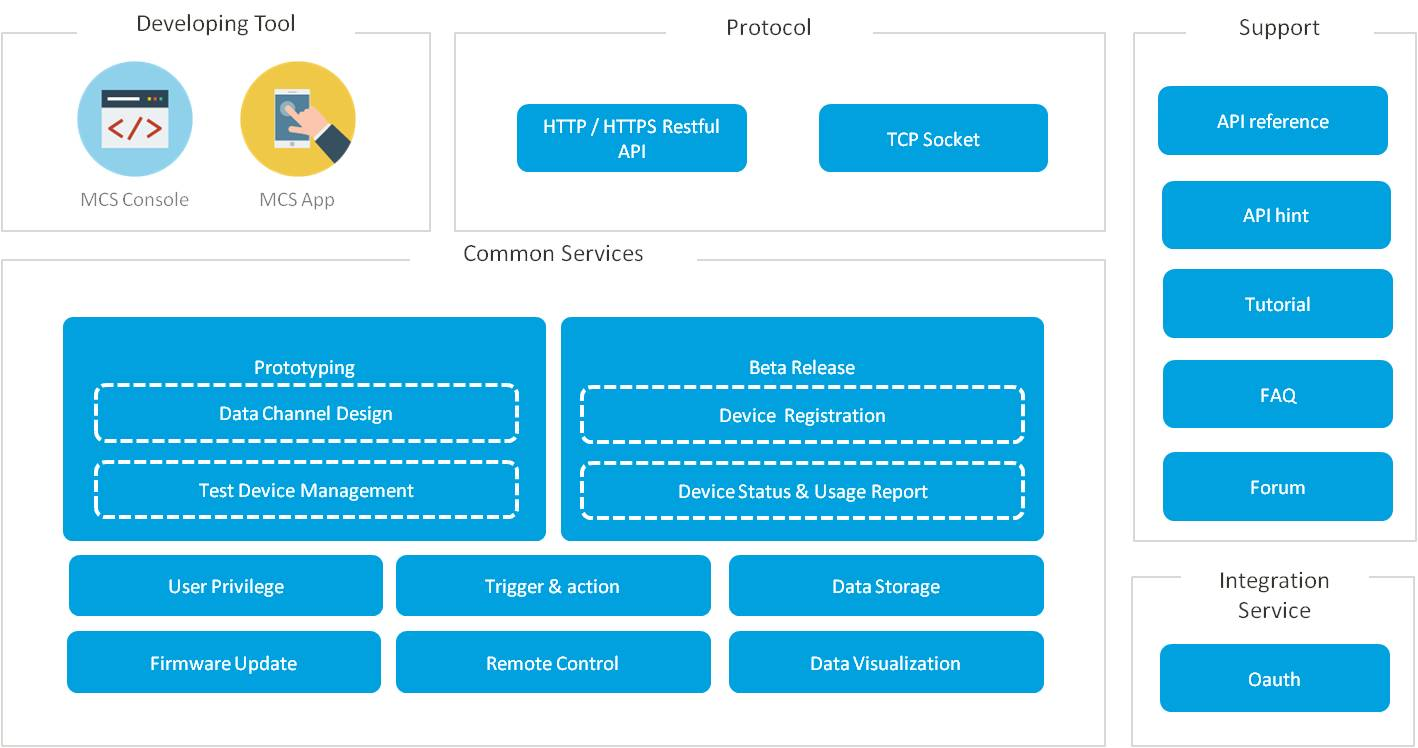 Developing Tool
MCS Console
MCS App
Protocol
HTTP / HTTPS Restful
API
TCP Socket
Support
API reference
API hint
Tutorial
FAQ
Forum
Common Services
Prototyping
Data Channel Design
Test Device Management
Beta Release
Device Registration
Device Status & Usage Report
User Privilege
Trigger & action
Data Storage
Firmware Update
Remote Control
Data Visualization
Integration
Service
Oauth